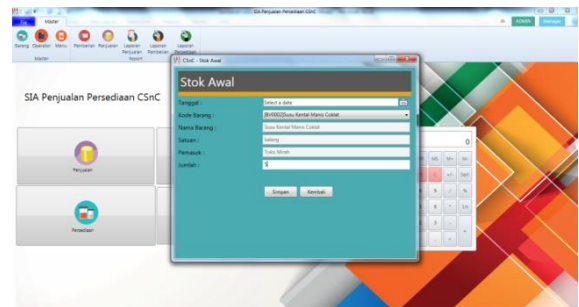 SIA Penjualan Persediaan CSnC
Master
ADMIN
Manager
Barang Operator Menu Pembelian Penjualan Laporan Penjualan Laporan Pembelian Laporan Persediaan
Master
Report
CSnC - Stok Awal
Stok Awal
SIA Penjualan Persediaan CSnC
Tanggal :
Select a date
Kode Barang :
[BV0002]Susu Kental Manis Coklat
Nama Barang :
Susu Kental Manis Coklat
Satuan :
kaleng
Pemasok :
Toko Mirah
Jumlah :
5
Simpan
Kembali
Penjualan
Persediaan
0
MS
M+
M-